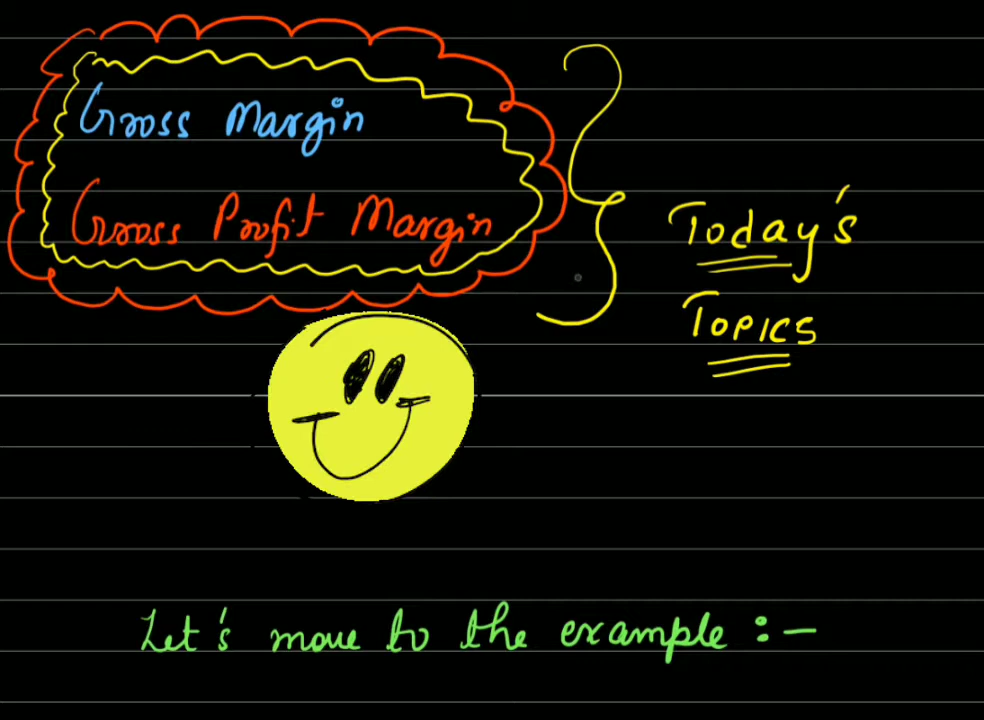 Gross Margin
Gross Profit Margin
Today's
Topics
Let's move to the example :-